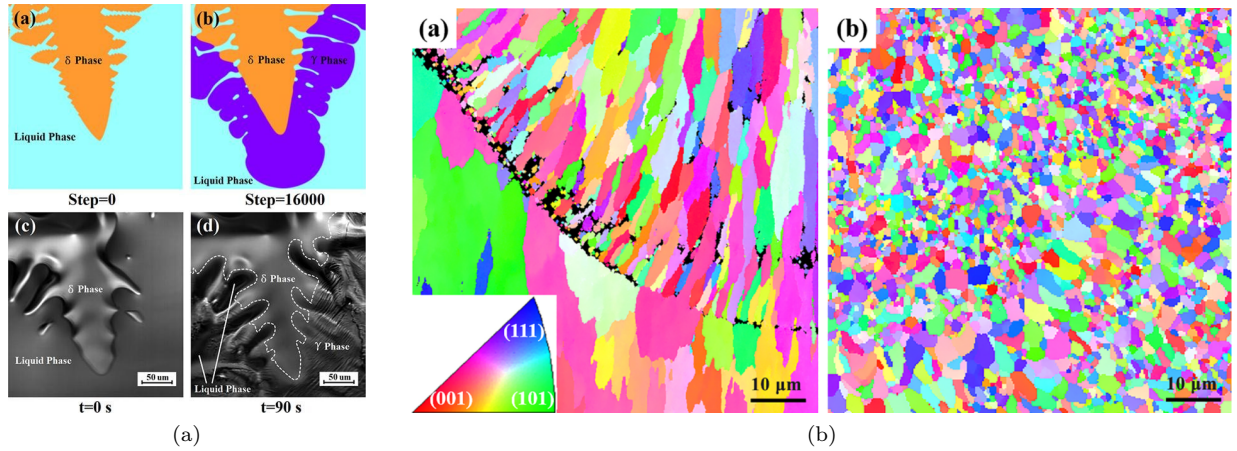 (a)
δ Phase
Liquid Phase
Step=0
(b)
δ Phase
γ Phase
Liquid Phase
Step=16000
(c)
δ Phase
Liquid Phase
50 um
t=0 s
(d)
δ Phase
γ Phase
Liquid Phase
50 um
t=90 s
(a)
(a)
(111)
(001)
(101)
10 µm
(b)
10 µm
(b)